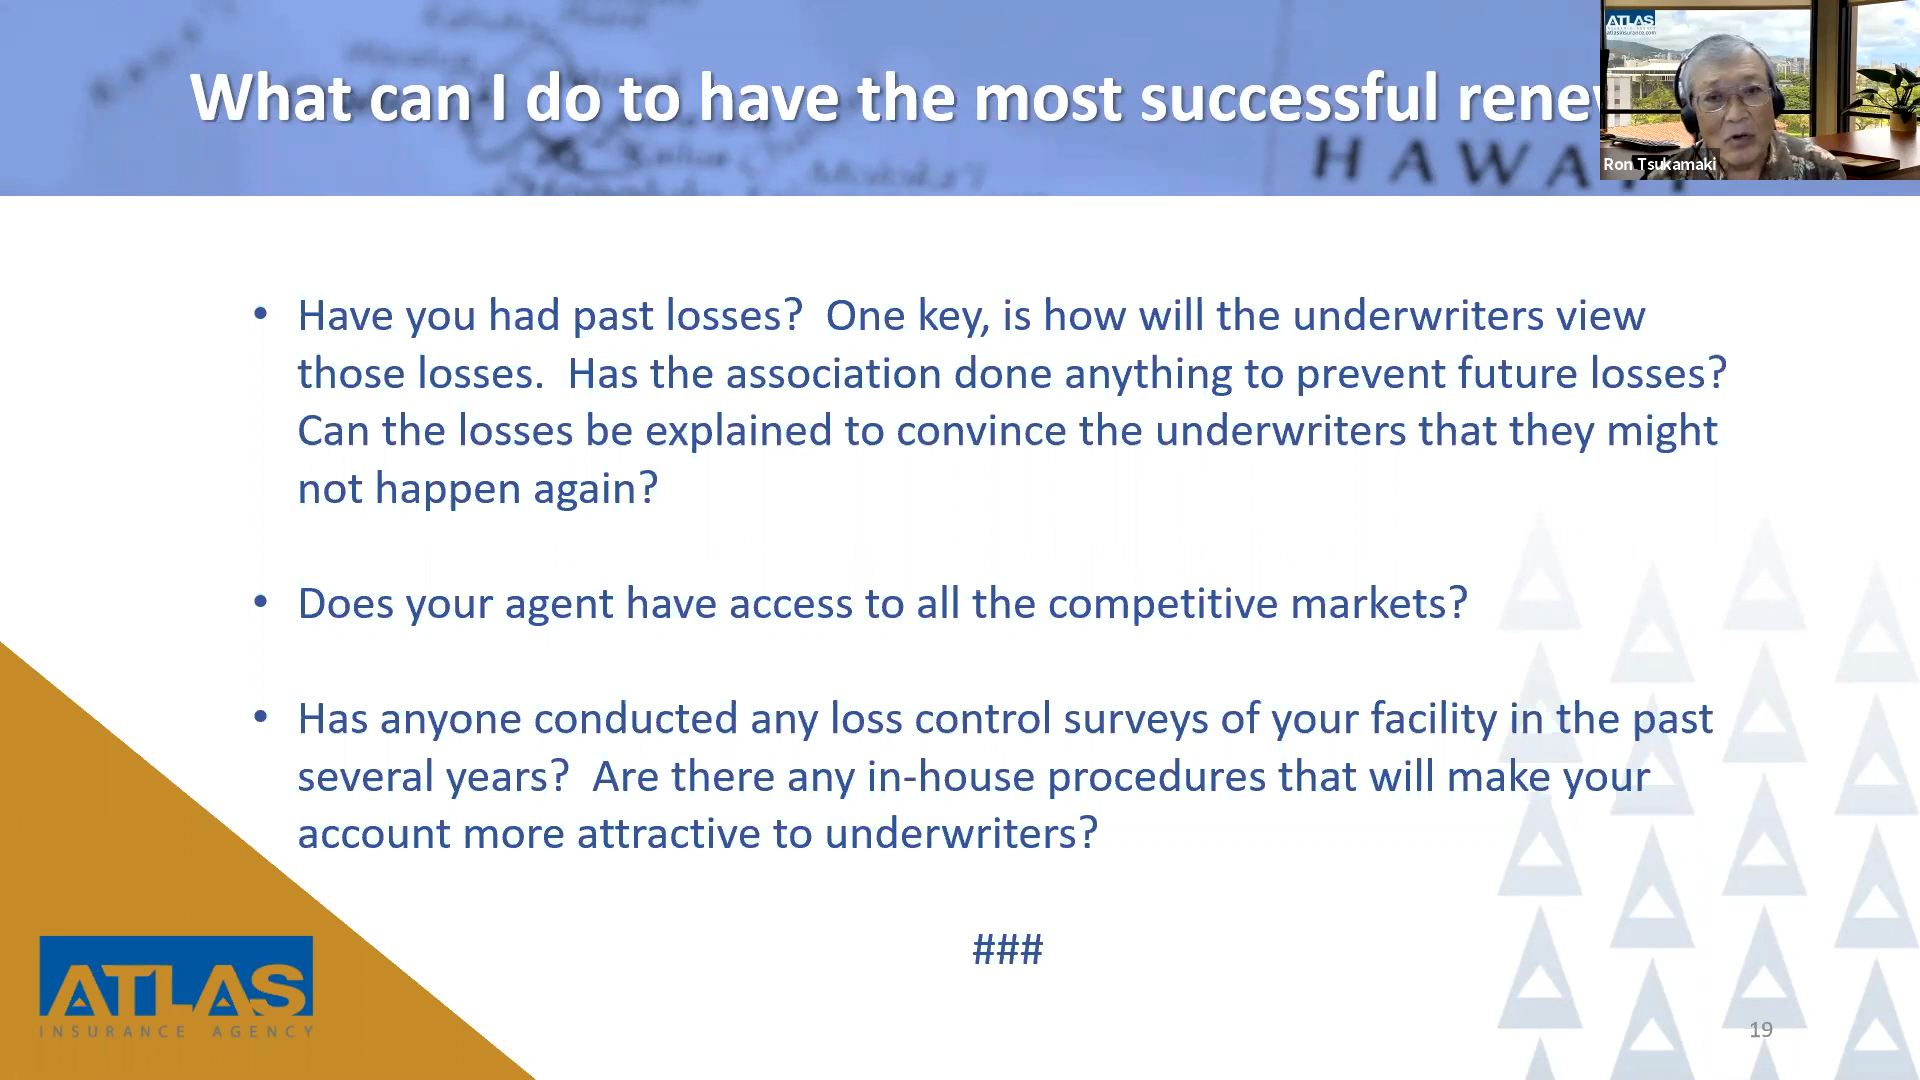 What can I do to have the most successful
ATLAS
atlasinsurance.com
Ron Tsukamaki
HAWA
Kailua
• Have you had past losses?  One key, is how will the underwriters view
those losses.  Has the association done anything to prevent future losses?
Can the losses be explained to convince the underwriters that they might
not happen again?
• Does your agent have access to all the competitive markets?
• Has anyone conducted any loss control surveys of your facility in the past
several years?  Are there any in-house procedures that will make your
account more attractive to underwriters?
###
ATLAS
INSURANCE AGENCY
19